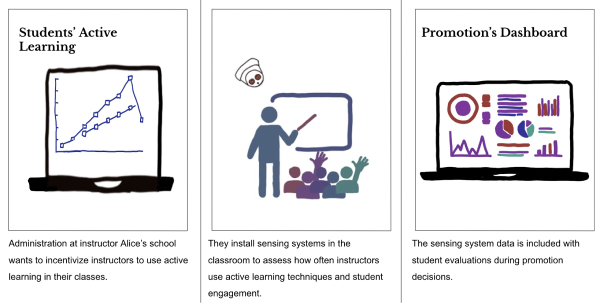 Students' Active
Learning
Administration at instructor Alice's school
wants to incentivize instructors to use active
learning in their classes.
They install sensing systems in the
classroom to assess how often instructors
use active learning techniques and student
engagement.
Promotion's Dashboard
The sensing system data is included with
student evaluations during promotion
decisions.